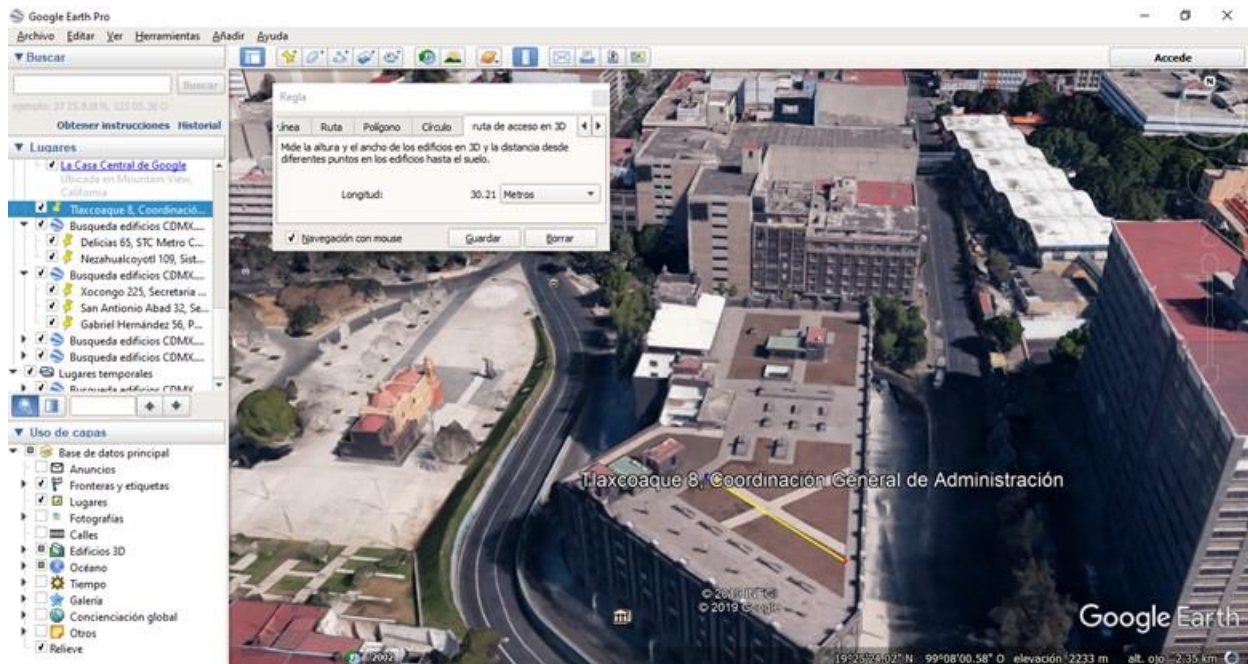 Google Earth Pro
Archivo Editar Ver Herramientas Añadir Ayuda
Buscar
Accede
Buscar
Obtener instrucciones Historial
Lugares
La Casa Central de Google
Ubicada en Mountain View,
California
Tlaxcoaque 8, Coordinació...
Busqueda edificios CDMX....
Delicias 65, STC Metro C...
Nezahualcoyotl 109, Sist...
Busqueda edificios CDMX....
Xocongo 225, Secretaria ...
San Antonio Abad 32, Se...
Gabriel Hernández 56, P...
Busqueda edificios CDMX....
Busqueda edificios CDMX....
Lugares temporales
Busqueda edificios CDMX
Uso de capas
Base de datos principal
Anuncios
Fronteras y etiquetas
Lugares
Fotografías
Calles
Edificios 3D
Océano
Tiempo
Galería
Concienciación global
Otros
Relieve
Regla
Ruta Polígono Círculo ruta de acceso en 3D
Mide la altura y el ancho de los edificios en 3D y la distancia desde
diferentes puntos en los edificios hasta el suelo.
Longitud: 30.21 Metros
Navegación con mouse Guardar Borrar
N
Tlaxcoaque 8, Coordinación General de Administración
© 2019 INEGI
© 2019 Google
Google Earth
2002
19°25'24.02" N 99°08'00.58" O elevación 2233 m alt. ojo 2.35 km